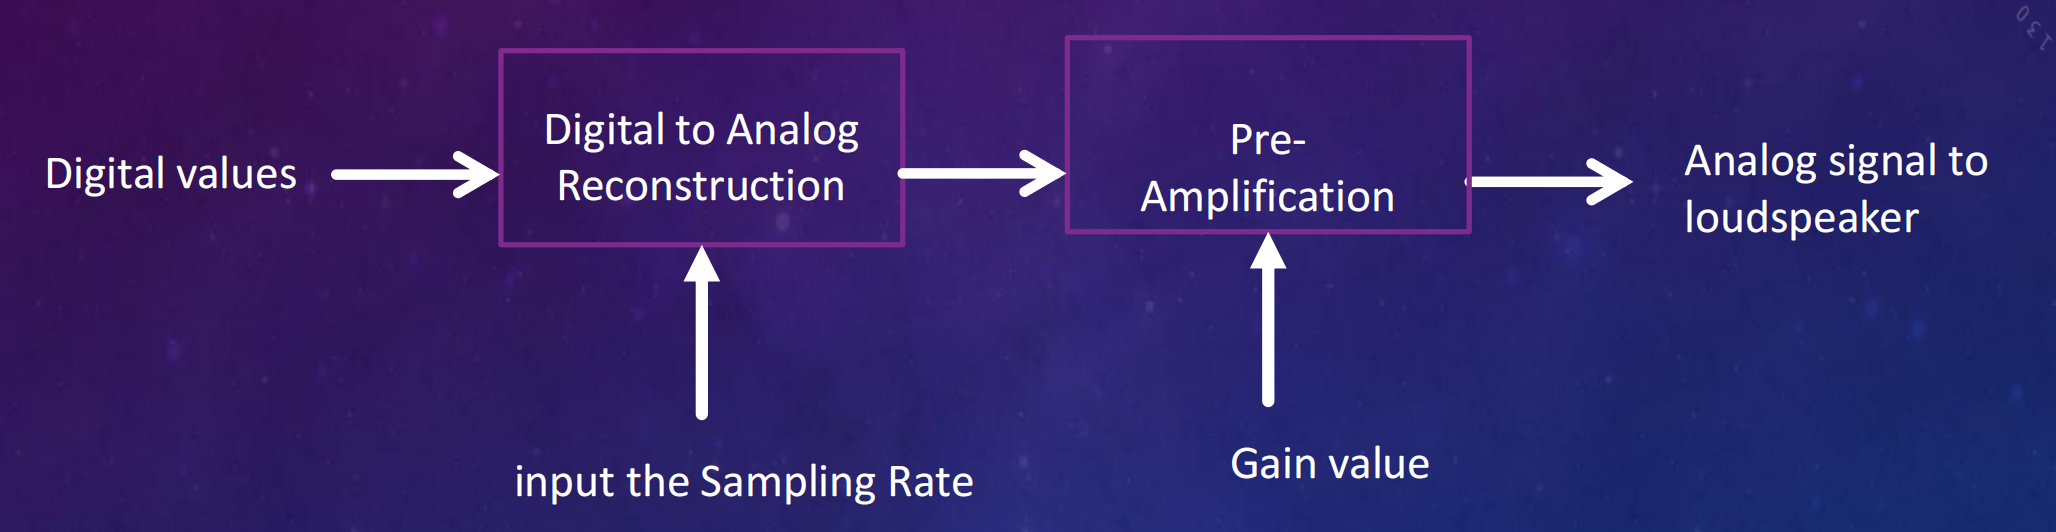 130
Digital to Analog
Reconstruction
Pre-
Amplification
Digital values
Analog signal to
loudspeaker
input the Sampling Rate
Gain value